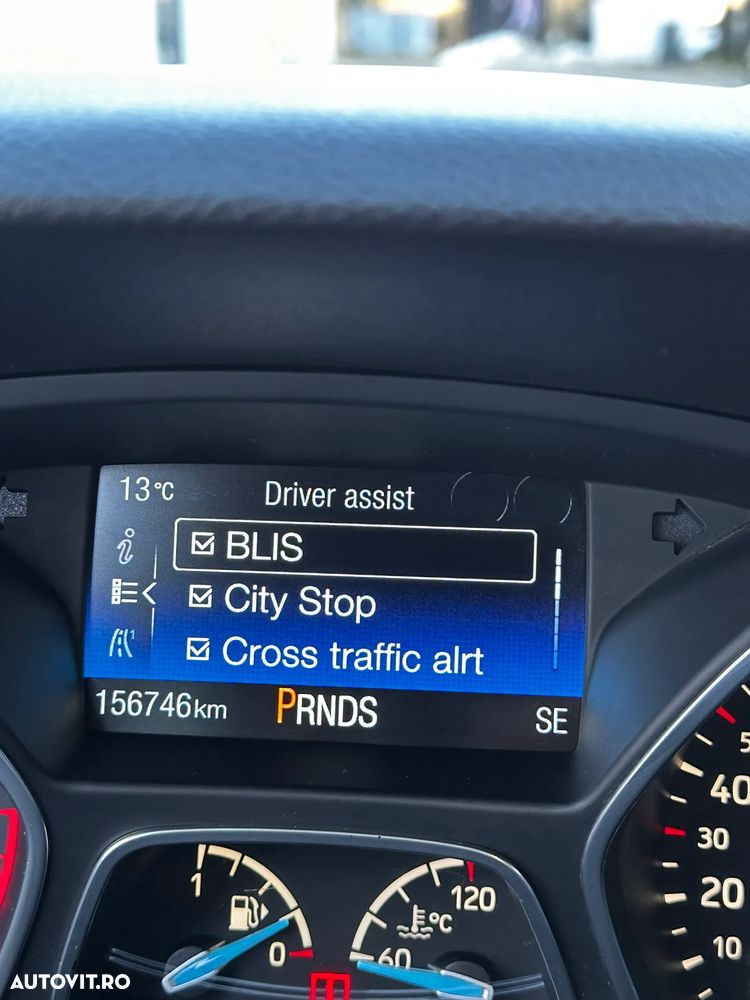 13°C Driver assist
BLIS
City Stop
Cross traffic alrt
156746km PRNDS SE
1
0
120
°C
60
5
40
30
20
10
AUTOVIT.RO